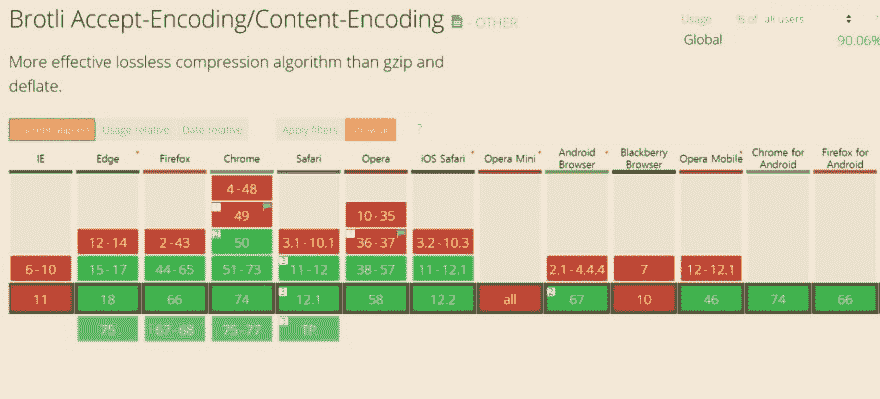 Brotli Accept-Encoding/Content-Encoding - OTHER
Usage % of all users
Global 90.06%
More effective lossless compression algorithm than gzip and
deflate.
Usage relative Date relative Apply filters ?
IE Edge Firefox Chrome Safari Opera iOS Safari Opera Mini Android Browser Blackberry Browser Opera Mobile Chrome for Android Firefox for Android
4-48
49 10-35
12-14 2-43 50 3.1-10.1 36-37 3.2-10.3
6-10 15-17 44-65 51-73 11-12 38-57 11-12.1 2.1-4.4.4 7 12-12.1
11 18 66 74 12.1 58 12.2 all 67 10 46 74 66
75 67-68 75-77 TP